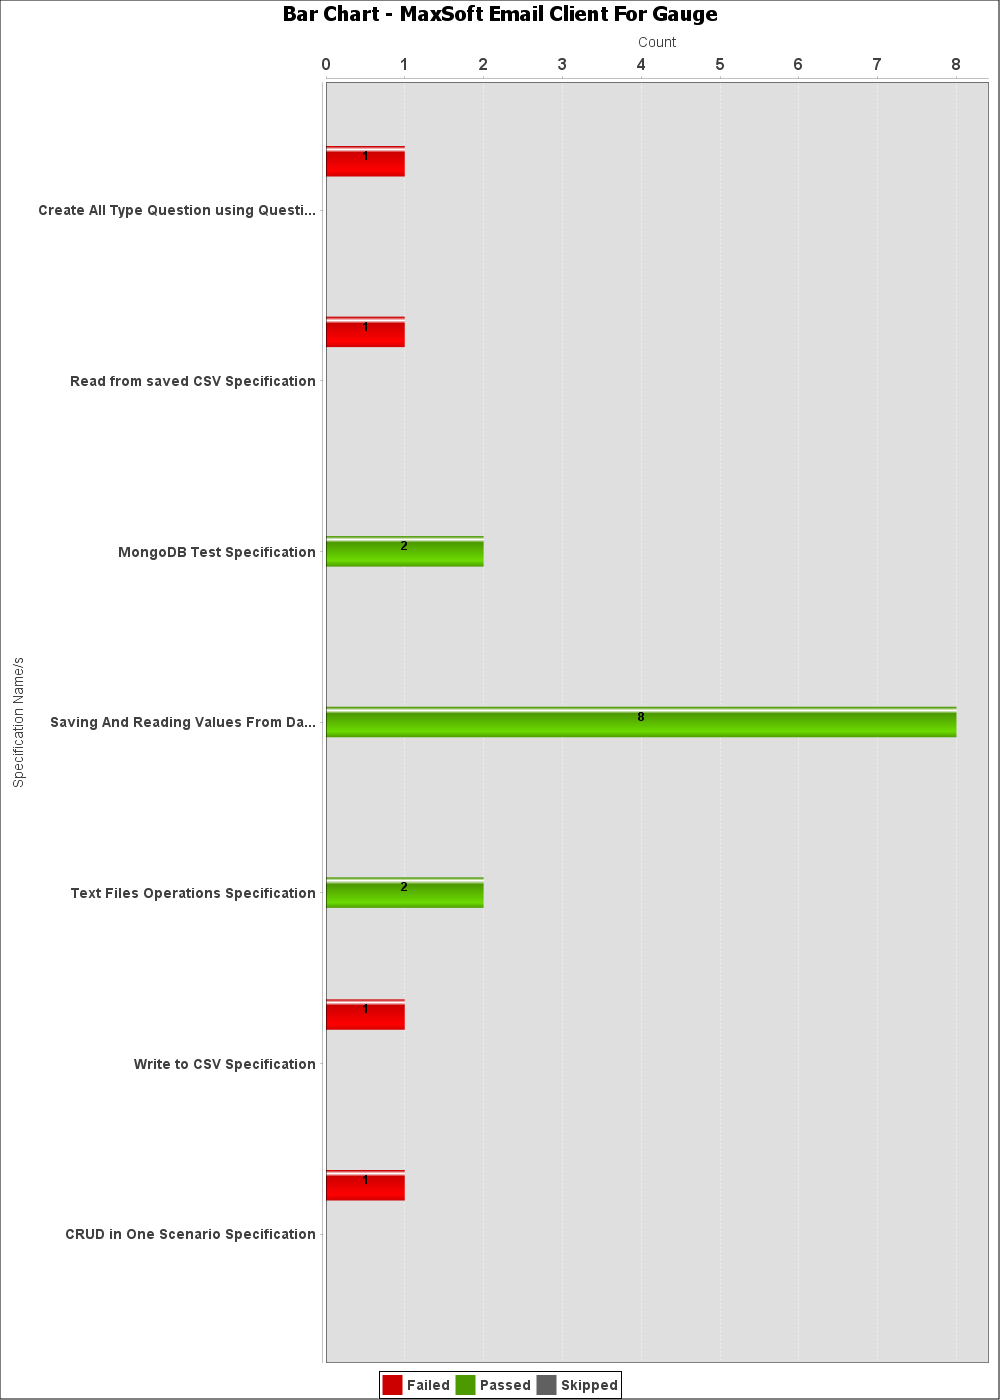 Bar Chart - MaxSoft Email Client For Gauge
Count
0 1 2 3 4 5 6 7 8
1
Create All Type Question using Questi...
1
Read from saved CSV Specification
2
MongoDB Test Specification
Specification Name/s
8
Saving And Reading Values From Da...
2
Text Files Operations Specification
1
Write to CSV Specification
1
CRUD in One Scenario Specification
Failed Passed Skipped